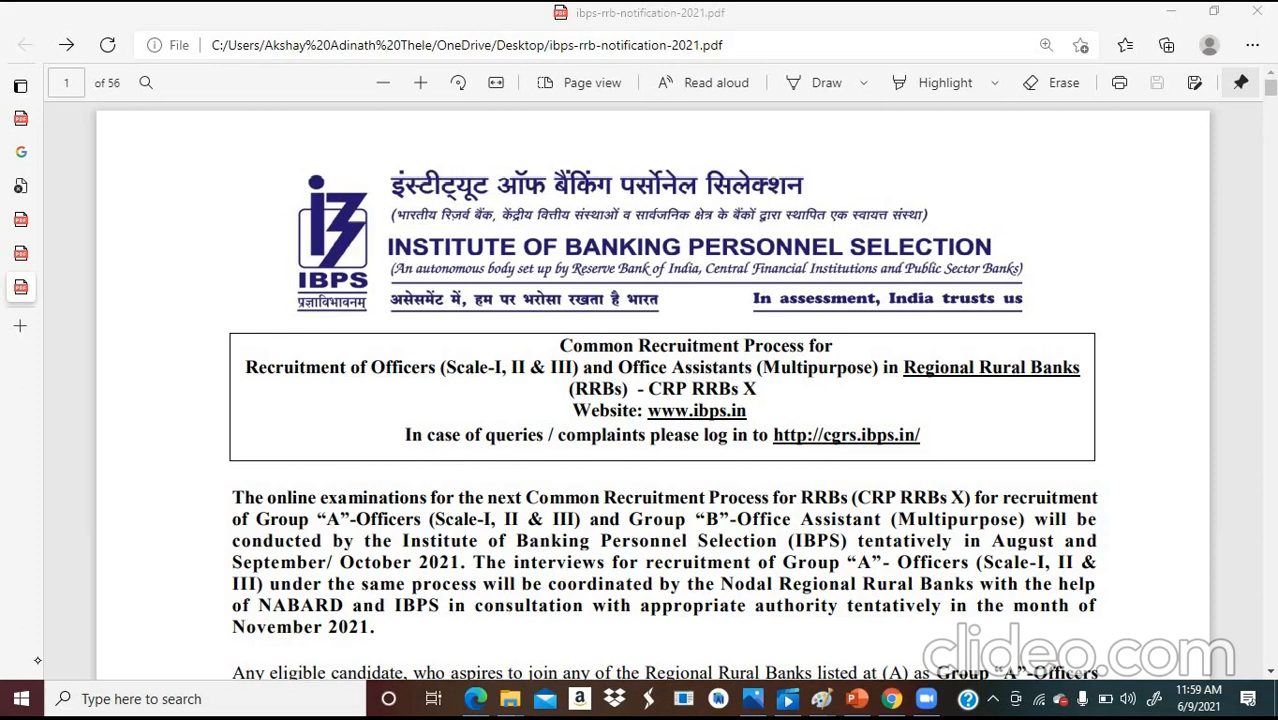 ibps-rrb-notification-2021.pdf
File C:/Users/Akshay%20Adinath%20Thele/OneDrive/Desktop/ibps-rrb-notification-2021.pdf
1 of 56 Page view Read aloud Draw Highlight Erase
इंस्टीट्यूट ऑफ बैंकिंग पर्सोनेल सिलेक्शन
(भारतीय रिजर्व बैंक, केंद्रीय वित्तीय संस्थाओं व सार्वजनिक क्षेत्र के बैंकों द्वारा स्थापित एक स्वायत्त संस्था)
INSTITUTE OF BANKING PERSONNEL SELECTION
(An autonomous body set up by Reserve Bank of India, Central Financial Institutions and Public Sector Banks)
IBPS
प्रज्ञाविभावनम्
असेसमेंट में, हम पर भरोसा रखता है भारत In assessment, India trusts us
Common Recruitment Process for
Recruitment of Officers (Scale-I, II & III) and Office Assistants (Multipurpose) in Regional Rural Banks
(RRBs) - CRP RRBs X
Website: www.ibps.in
In case of queries / complaints please log in to http://cgrs.ibps.in/
The online examinations for the next Common Recruitment Process for RRBs (CRP RRBs X) for recruitment
of Group “A”-Officers (Scale-I, II & III) and Group “B”-Office Assistant (Multipurpose) will be
conducted by the Institute of Banking Personnel Selection (IBPS) tentatively in August and
September/ October 2021. The interviews for recruitment of Group “A”- Officers (Scale-I, II &
III) under the same process will be coordinated by the Nodal Regional Rural Banks with the help
of NABARD and IBPS in consultation with appropriate authority tentatively in the month of
November 2021.
Any eligible candidate, who aspires to join any of the Regional Rural Banks listed at (A) as Group “A”-Officers
clideo.com
Type here to search
11:59 AM
6/9/2021